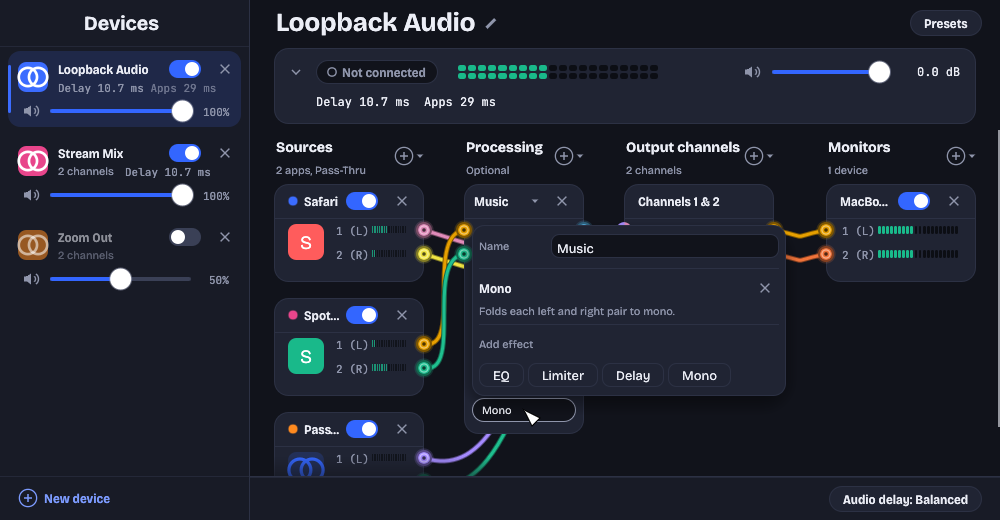 Devices
Loopback Audio
Delay 10.7 ms Apps 29 ms
100%
Stream Mix
2 channels Delay 10.7 ms
100%
Zoom Out
2 channels
50%
New device
Loopback Audio
Presets
Not connected
0.0 dB
Delay 10.7 ms Apps 29 ms
Sources
2 apps, Pass-Thru
Processing
Optional
Output channels
2 channels
Monitors
1 device
Safari
S
1 (L)
2 (R)
Spot...
S
1 (L)
2 (R)
Pass...
1 (L)
Music
Name
Music
Mono
Folds each left and right pair to mono.
Add effect
EQ
Limiter
Delay
Mono
Mono
Channels 1 & 2
MacBo...
1 (L)
2 (R)
Audio delay: Balanced